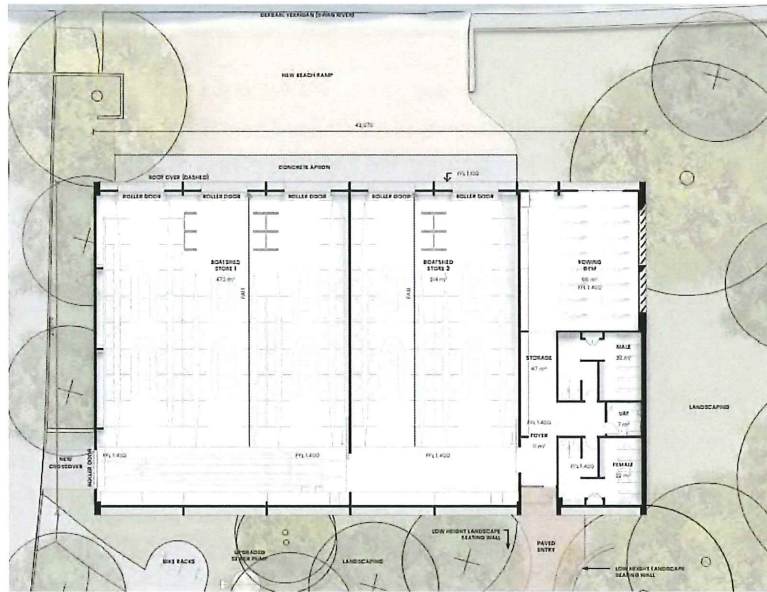 DERBARL YERRIGAN (SWAN RIVER)
NEW BEACH RAMP
CONCRETE APRON
ROOF OVER (DASHED)
ROLLER DOOR
ROLLER DOOR
ROLLER DOOR
ROLLER DOOR
ROLLER DOOR
BOATSHED
STORE 1
BOATSHED
STORE 2
ROWING
GYM
FFL 1.400
FALL
FALL
STORAGE
MALE
UAT
7 m²
FOYER
FEMALE
FFL 1.400
FFL 1.400
FFL 1.400
FFL 1.400
FFL 1.400
LANDSCAPING
NEW
CROSSOVER
ROLLER DOOR
BIKE RACKS
UPGRADED
SEWER PUMP
LANDSCAPING
LOW HEIGHT LANDSCAPE
SEATING WALL
PAVED
ENTRY
LOW HEIGHT LANDSCAPE
SEATING WALL